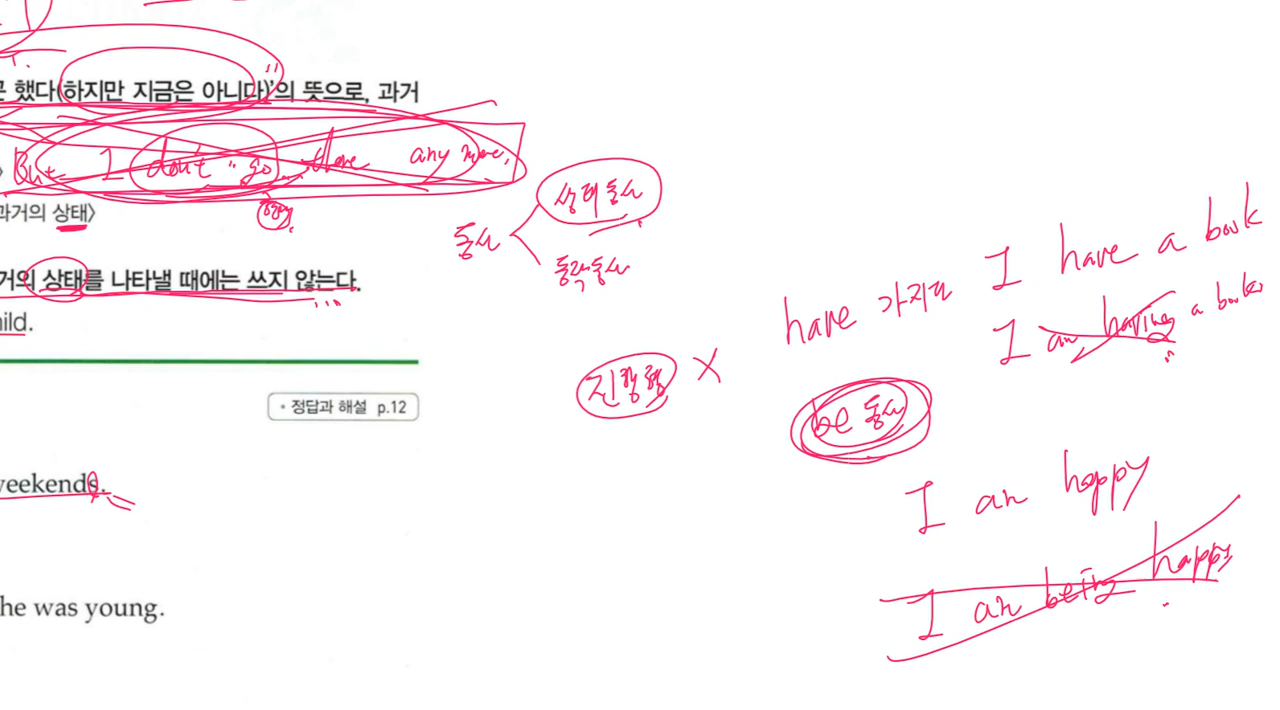 곤 했다(하지만 지금은 아니다)'의 뜻으로, 과거
But I don't go there any more,
행동
과거의 상태〉
거의 상태를 나타낼 때에는 쓰지 않는다.
hild.
• 정답과 해설 p.12
weekends.
he was young.
동사
상태동사
동작동사
진행형 X
have 가지다
I have a book
I am having a book
be 동사
I am happy
I am being happy